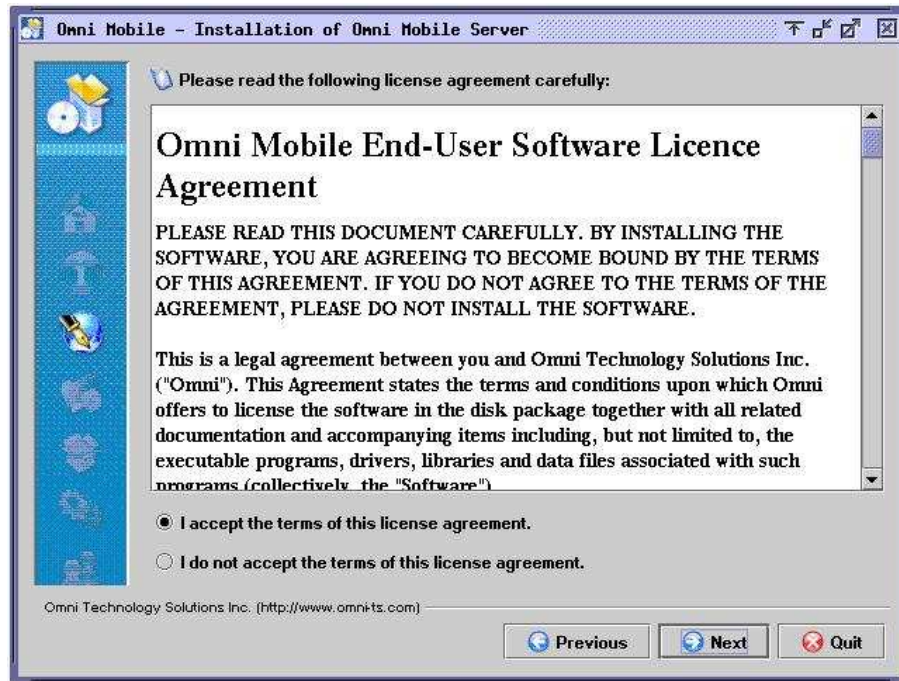 Omni Mobile - Installation of Omni Mobile Server
Please read the following license agreement carefully:
Omni Mobile End-User Software Licence
Agreement
PLEASE READ THIS DOCUMENT CAREFULLY. BY INSTALLING THE
SOFTWARE, YOU ARE AGREEING TO BECOME BOUND BY THE TERMS
OF THIS AGREEMENT. IF YOU DO NOT AGREE TO THE TERMS OF THE
AGREEMENT, PLEASE DO NOT INSTALL THE SOFTWARE.
This is a legal agreement between you and Omni Technology Solutions Inc.
("Omni"). This Agreement states the terms and conditions upon which Omni
offers to license the software in the disk package together with all related
documentation and accompanying items including, but not limited to, the
executable programs, drivers, libraries and data files associated with such
programs (collectively, the "Software")
I accept the terms of this license agreement.
I do not accept the terms of this license agreement.
Omni Technology Solutions Inc. (http://www.omni-ts.com)
Previous
Next
Quit